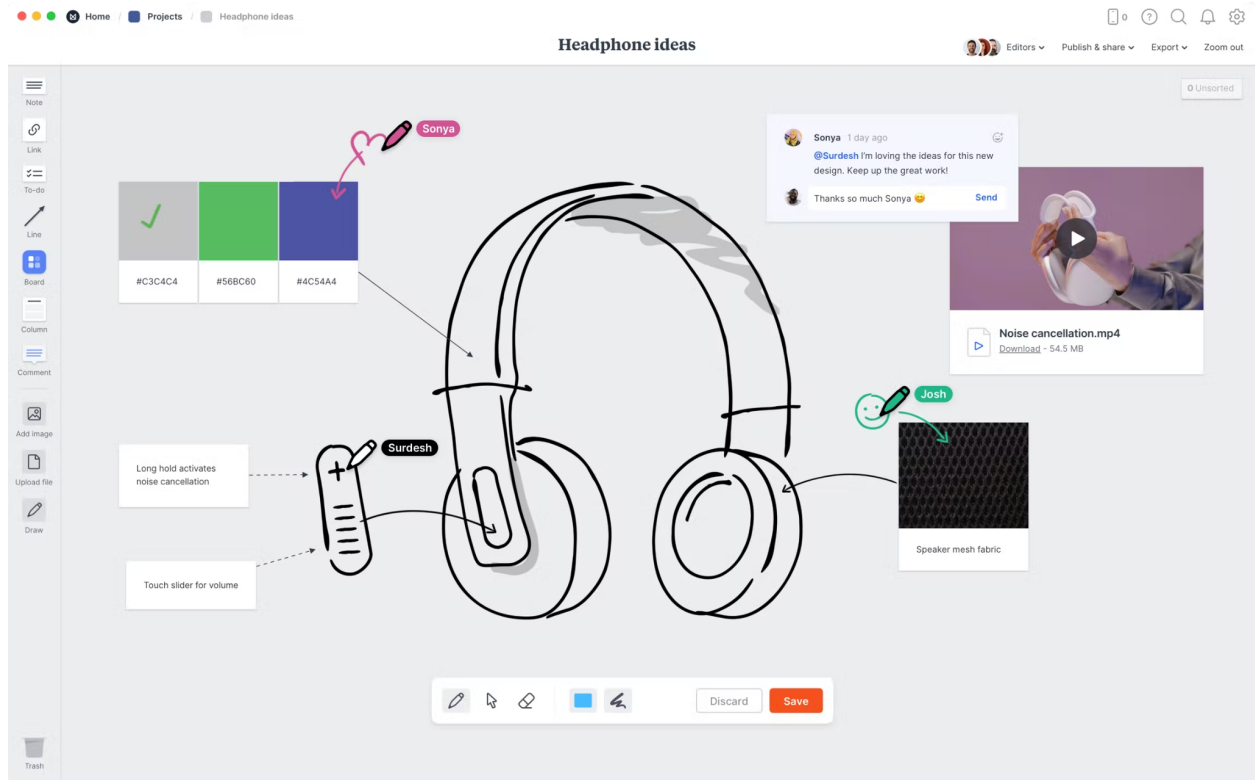 Home / Projects / Headphone ideas
0
Headphone ideas
Editors
Publish & share
Export
Zoom out
0 Unsorted
Note
Link
To-do
Line
Board
Column
Comment
Add image
Upload file
Draw
Trash
Sonya
#C3C4C4
#56BC60
#4C54A4
Sonya 1 day ago
@Surdesh I'm loving the ideas for this new
design. Keep up the great work!
Thanks so much Sonya 😊
Send
Noise cancellation.mp4
Download - 54.5 MB
Josh
Surdesh
Long hold activates
noise cancellation
Touch slider for volume
Speaker mesh fabric
Discard
Save